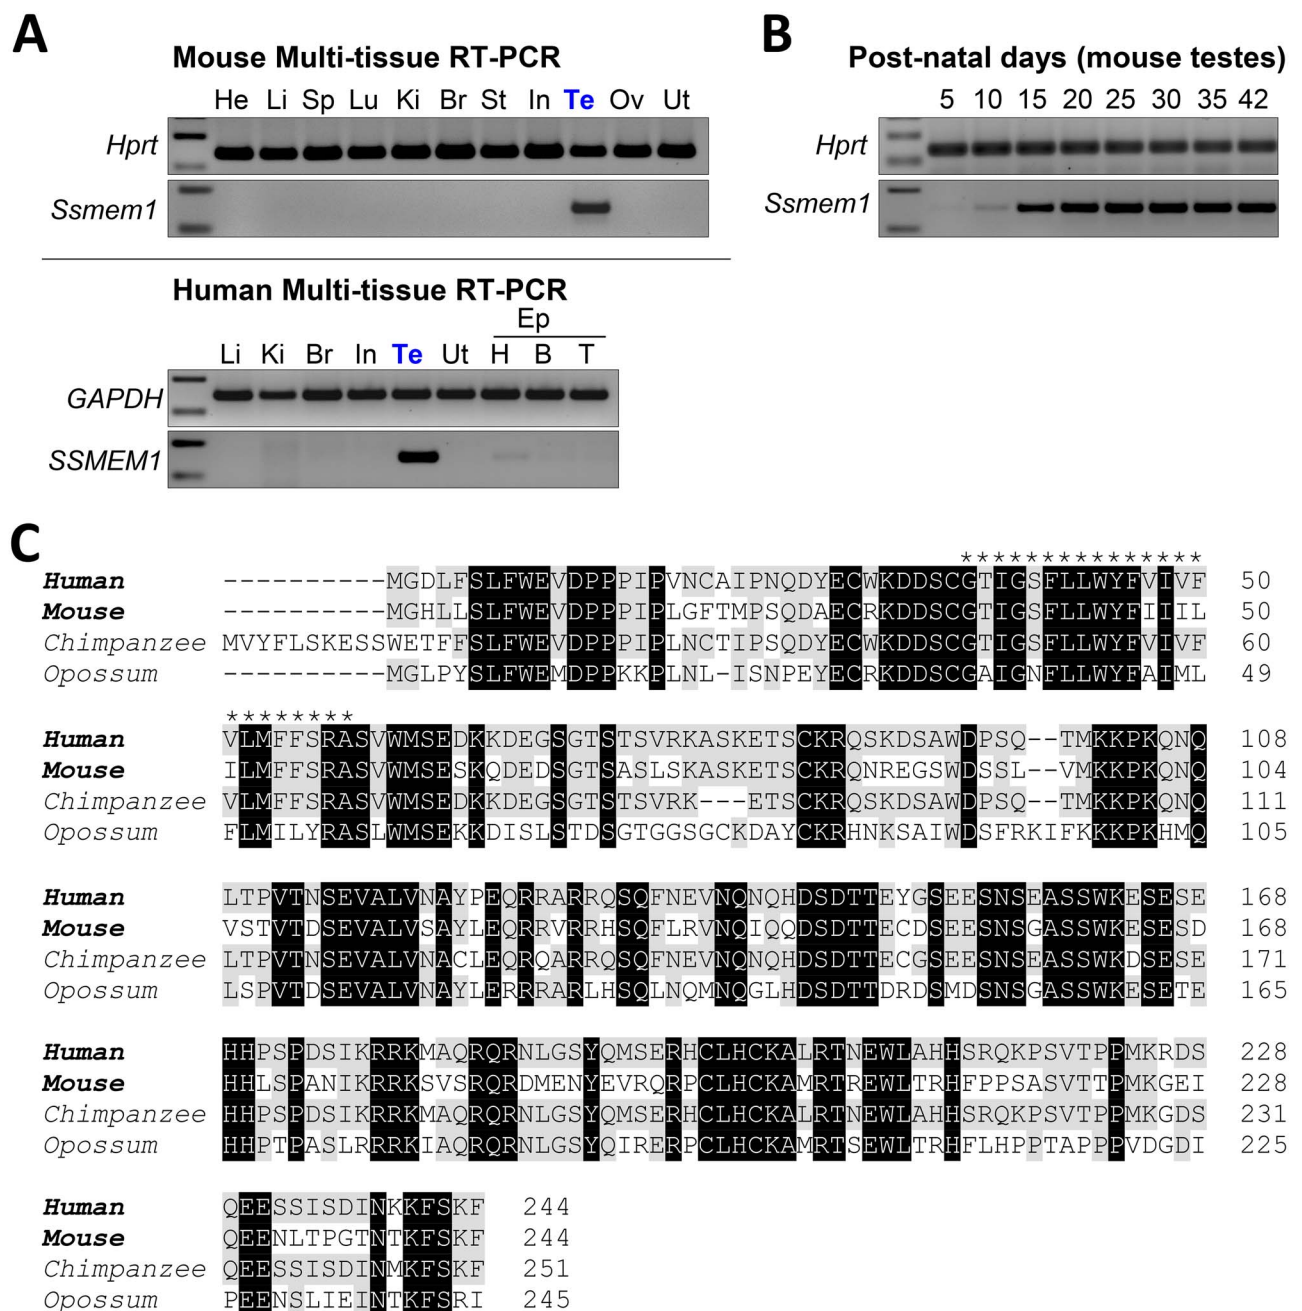 A
Mouse Multi-tissue RT-PCR
He Li Sp Lu Ki Br St In Te Ov Ut
Hprt
Ssmem1
Human Multi-tissue RT-PCR
Ep
Li Ki Br In Te Ut H B T
GAPDH
SSMEM1
B
Post-natal days (mouse testes)
5 10 15 20 25 30 35 42
Hprt
Ssmem1
C
***************
Human ----------MGDLFSLFWEVDPPPIPVNCAIPNQDYECWKDDSCGTIGSFLLWYFVIVF 50
Mouse ----------MGHLLSLFWEVDPPPIPLGFTMPSQDAECRKDDSCGTIGSFLLWYFIIIL 50
Chimpanzee MVYFLSKESSWETFFSLFWEVDPPPIPLNCTIPSQDYECWKDDSCGTIGSFLLWYFVIVF 60
Opossum ----------MGLPYSLFWEMDPPKKPLNL-ISNPEYECRKDDSCGAIGNFLLWYFAIML 49
********
Human VLMFFSRASVWMSEDKKDEGSGTSTSVRKASKETSCKRQSKDSAWDPSQ--TMKKPKQNQ 108
Mouse ILMFFSRASVWMSESKQDEDSGTSASLSKASKETSCKRQNREGSWDSSL--VMKKPKQNQ 104
Chimpanzee VLMFFSRASVWMSEDKKDEGSGTSTSVRK---ETSCKRQSKDSAWDPSQ--TMKKPKQNQ 111
Opossum FLMILYRASLWMSEKKDISLSTDSGTGGSGCKDAYCKRHNKSAIWDSFRKIFKKKPKHMQ 105
Human LTPVTNSEVALVNAYPEQRRARRQSQFNEVNQNQHDSDTTEYGSEESNSEASSWKESESE 168
Mouse VSTVTDSEVALVSAYLEQRRVRRHSQFLRVNQIQQDSDTTECDSEESNSGASSWKESESD 168
Chimpanzee LTPVTNSEVALVNACLEQRQARRQSQFNEVNQNQHDSDTTECGSEESNSEASSWKDSESE 171
Opossum LSPVTDSEVALVNAYLERRRARLHSQLNQMNQGLHDSDTTDRDSMDSNSGASSWKESETE 165
Human HHPSPDSIKRRKMAQRQRNLGSYQMSERHCLHCKALRTNEWLAHHSRQKPSVTPPMKRDS 228
Mouse HHLSPANIKRRKSVSRQRDMENYEVRQRPCLHCKAMRTREWLTRHFPPSASVTTPMKGEI 228
Chimpanzee HHPSPDSIKRRKMAQRQRNLGSYQMSERHCLHCKALRTNEWLAHHSRQKPSVTPPMKGDS 231
Opossum HHPTPASLRRRKIAQRQRNLGSYQIRERPCLHCKAMRTSEWLTRHFLHPPTAPPPVDGDI 225
Human QEESSISDINKKFSKF 244
Mouse QEENLTPGTNTKFSKF 244
Chimpanzee QEESSISDINMKFSKF 251
Opossum PEENSLIEINTKFSRI 245